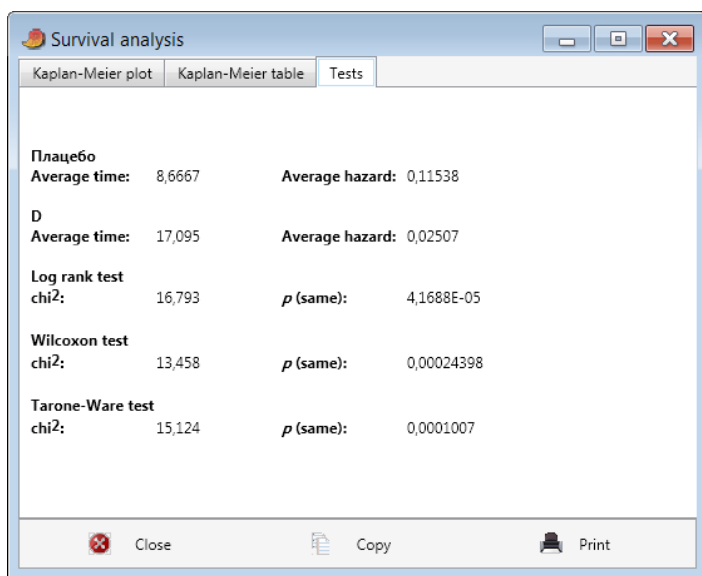 Survival analysis
Kaplan-Meier plot Kaplan-Meier table Tests
Плацебо
Average time: 8,6667 Average hazard: 0,11538
D
Average time: 17,095 Average hazard: 0,02507
Log rank test
chi2: 16,793 p (same): 4,1688E-05
Wilcoxon test
chi2: 13,458 p (same): 0,00024398
Tarone-Ware test
chi2: 15,124 p (same): 0,0001007
Close Copy Print